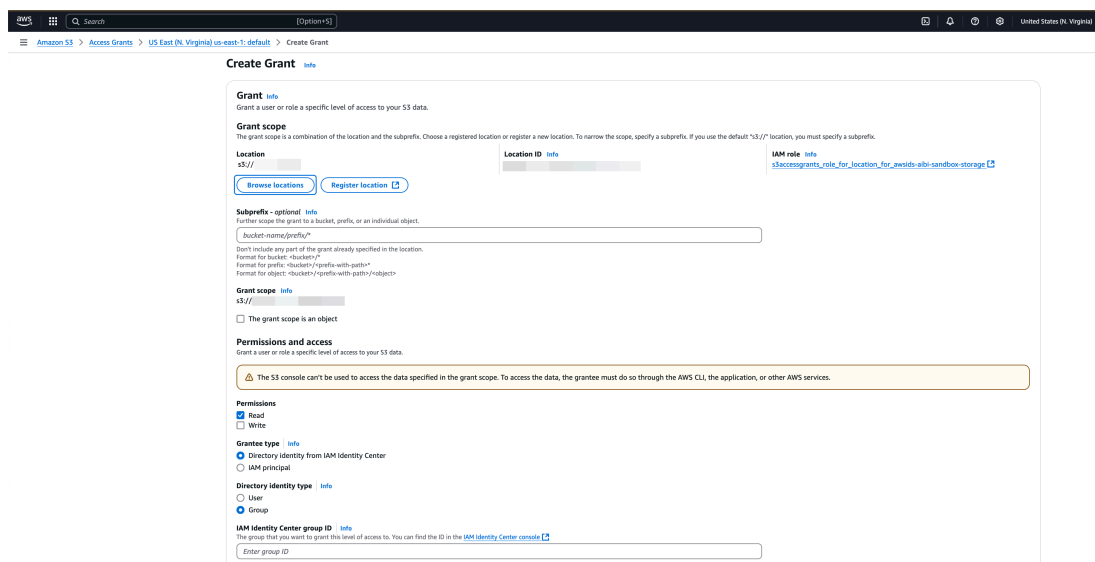 aws Search [Option+S] United States (N. Virginia)
Amazon S3 > Access Grants > US East (N. Virginia) us-east-1: default > Create Grant
Create Grant Info
Grant Info
Grant a user or role a specific level of access to your S3 data.
Grant scope
The grant scope is a combination of the location and the subprefix. Choose a registered location or register a new location. To narrow the scope, specify a subprefix. If you use the default "s3://" location, you must specify a subprefix.
Location Location ID Info IAM role Info
s3:// s3accessgrants_role_for_location_for_awsids-aibi-sandbox-storage
Browse locations Register location
Subprefix - optional Info
Further scope the grant to a bucket, prefix, or an individual object.
bucket-name/prefix/*
Don't include any part of the grant already specified in the location.
Format for bucket: <bucket>/*
Format for prefix: <bucket>/<prefix-with-path>*
Format for object: <bucket>/<prefix-with-path>/<object>
Grant scope Info
s3://
The grant scope is an object
Permissions and access
Grant a user or role a specific level of access to your S3 data.
The S3 console can't be used to access the data specified in the grant scope. To access the data, the grantee must do so through the AWS CLI, the application, or other AWS services.
Permissions
Read
Write
Grantee type Info
Directory identity from IAM Identity Center
IAM principal
Directory identity type Info
User
Group
IAM Identity Center group ID Info
The group that you want to grant this level of access to. You can find the ID in the IAM Identity Center console
Enter group ID